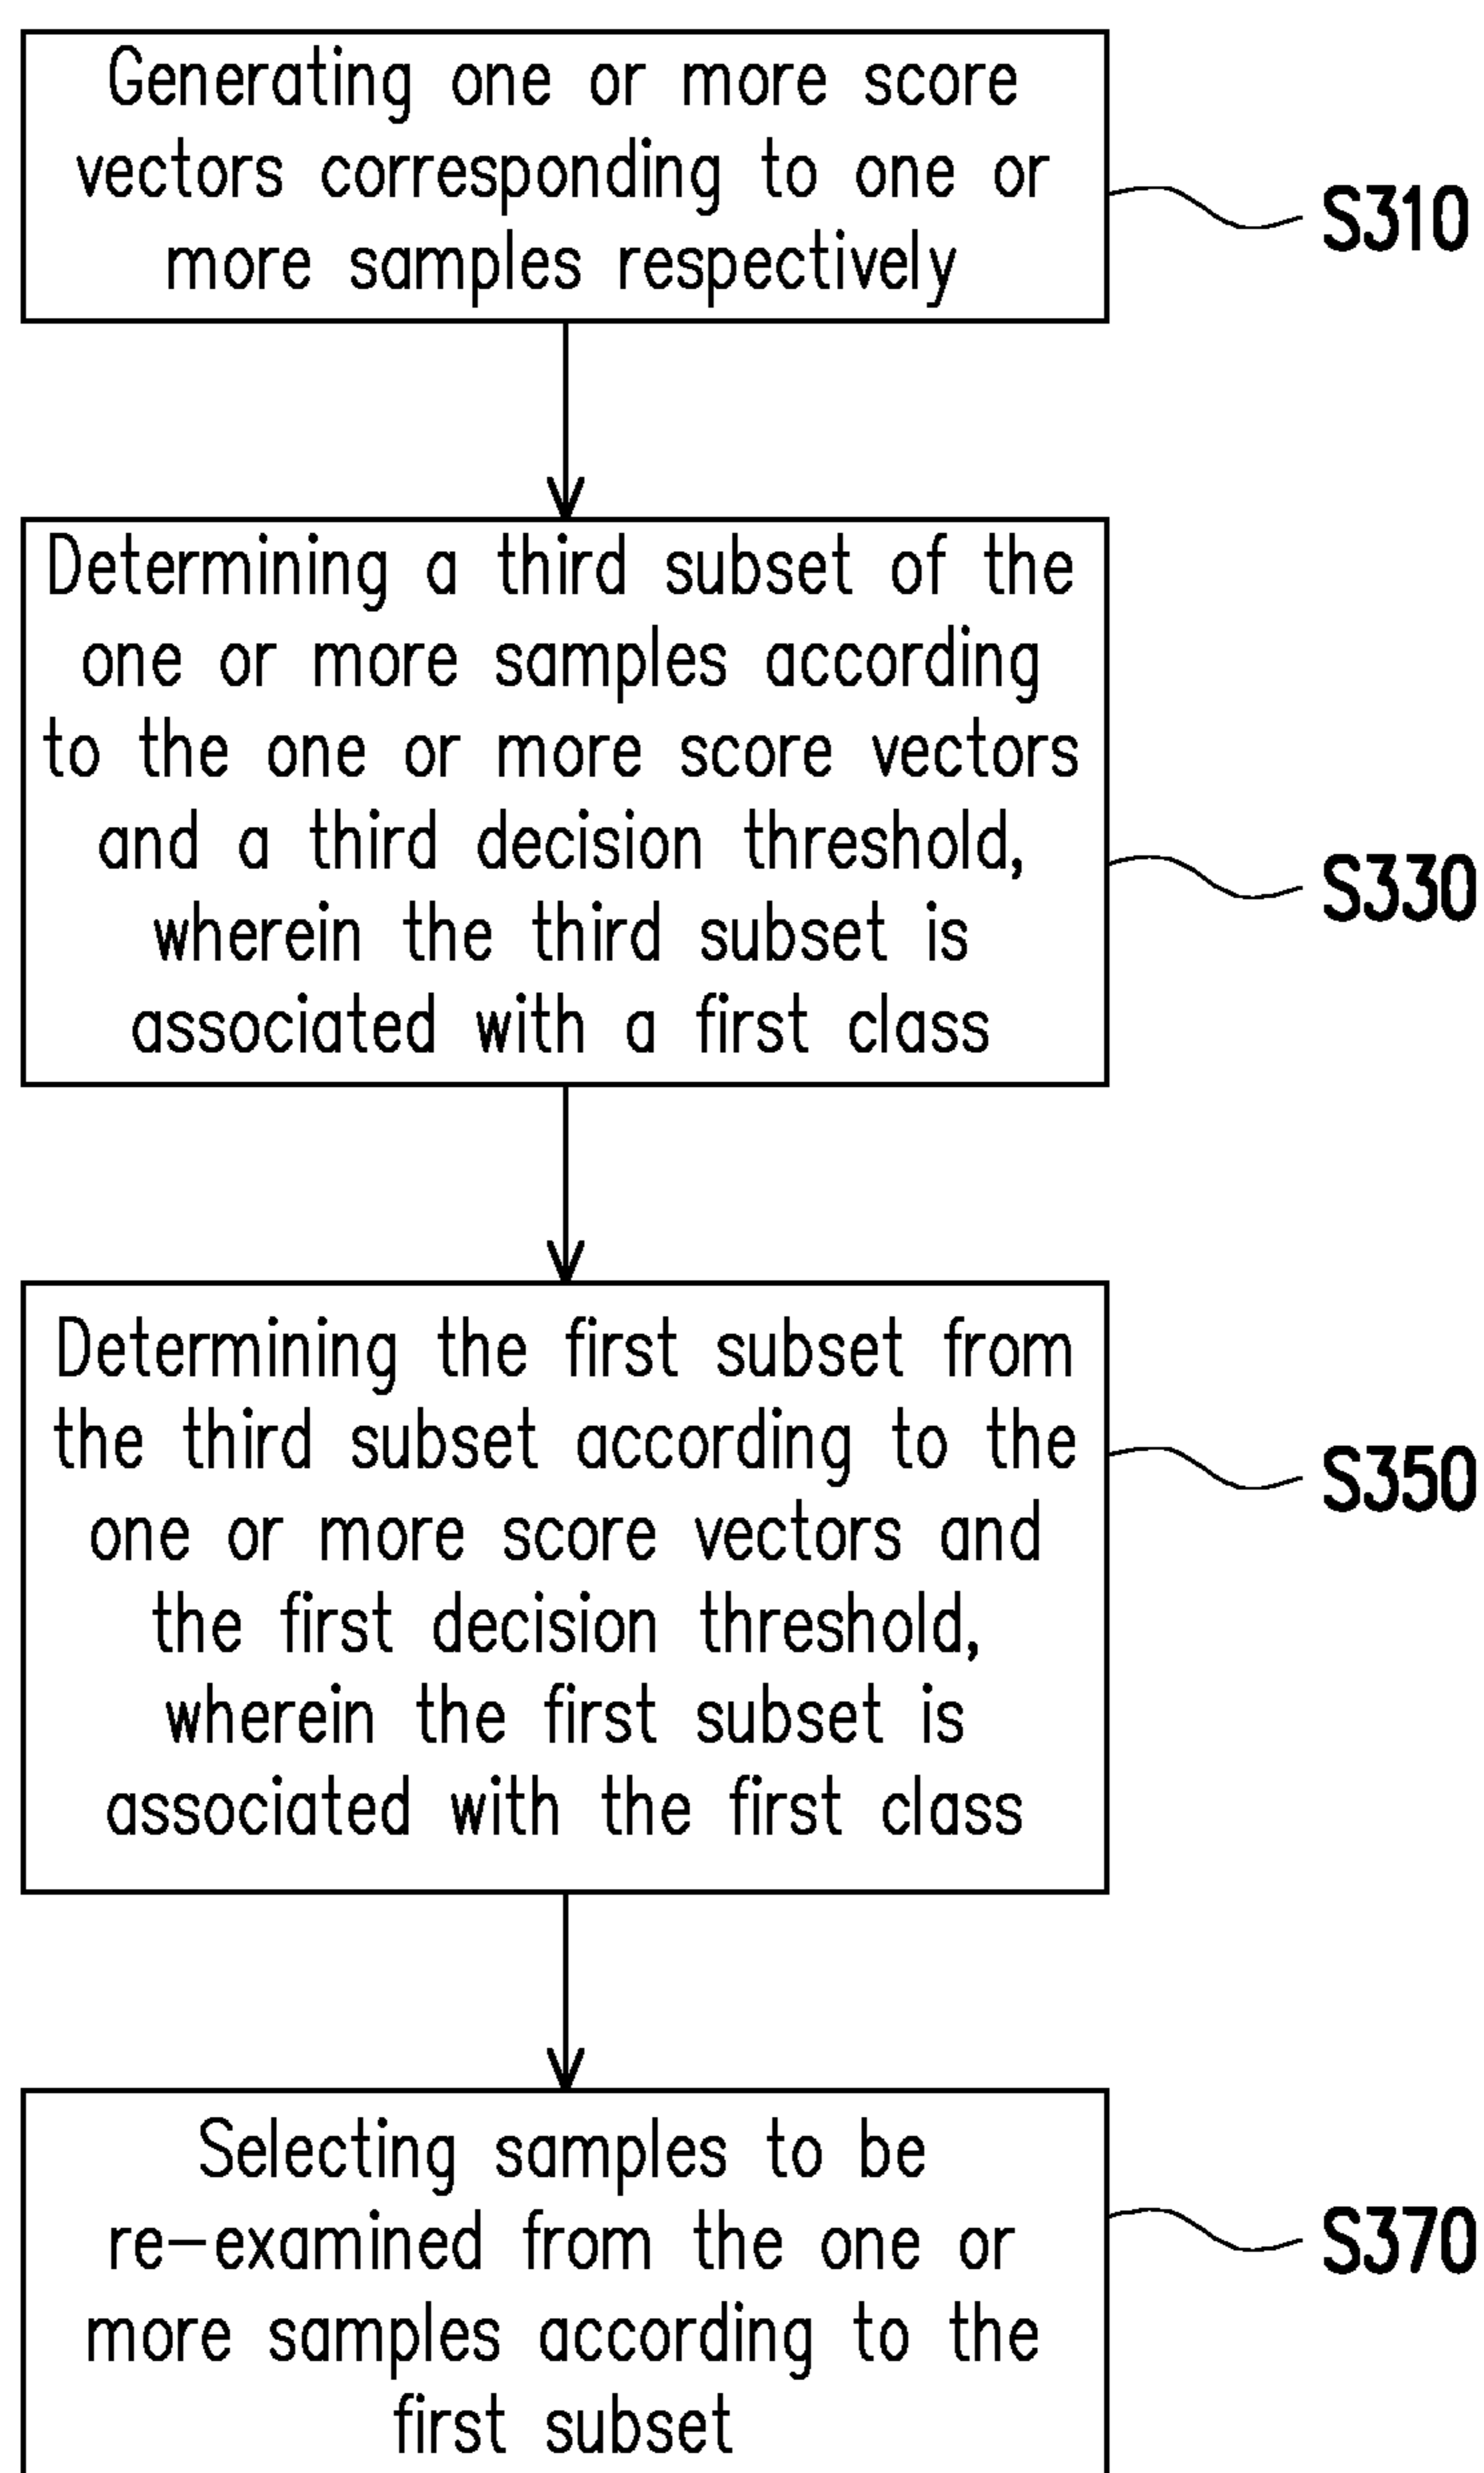 Generating one or more score
vectors corresponding to one or
more samples respectively
S310
Determining a third subset of the
one or more samples according
to the one or more score vectors
and a third decision threshold,
wherein the third subset is
associated with a first class
S330
Determining the first subset from
the third subset according to the
one or more score vectors and
the first decision threshold,
wherein the first subset is
associated with the first class
S350
Selecting samples to be
re-examined from the one or
more samples according to the
first subset
S370